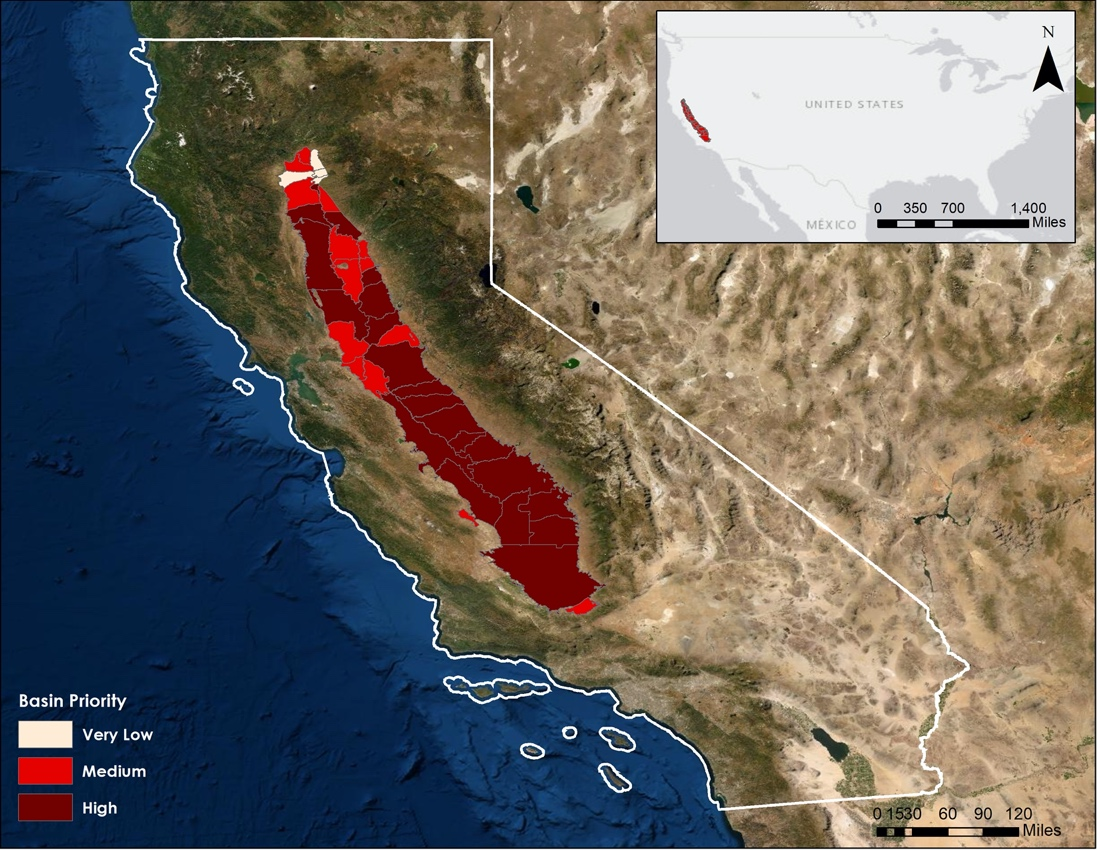 N
UNITED STATES
MÉXICO
0 350 700 1,400
Miles
Basin Priority
Very Low
Medium
High
0 1530 60 90 120
Miles